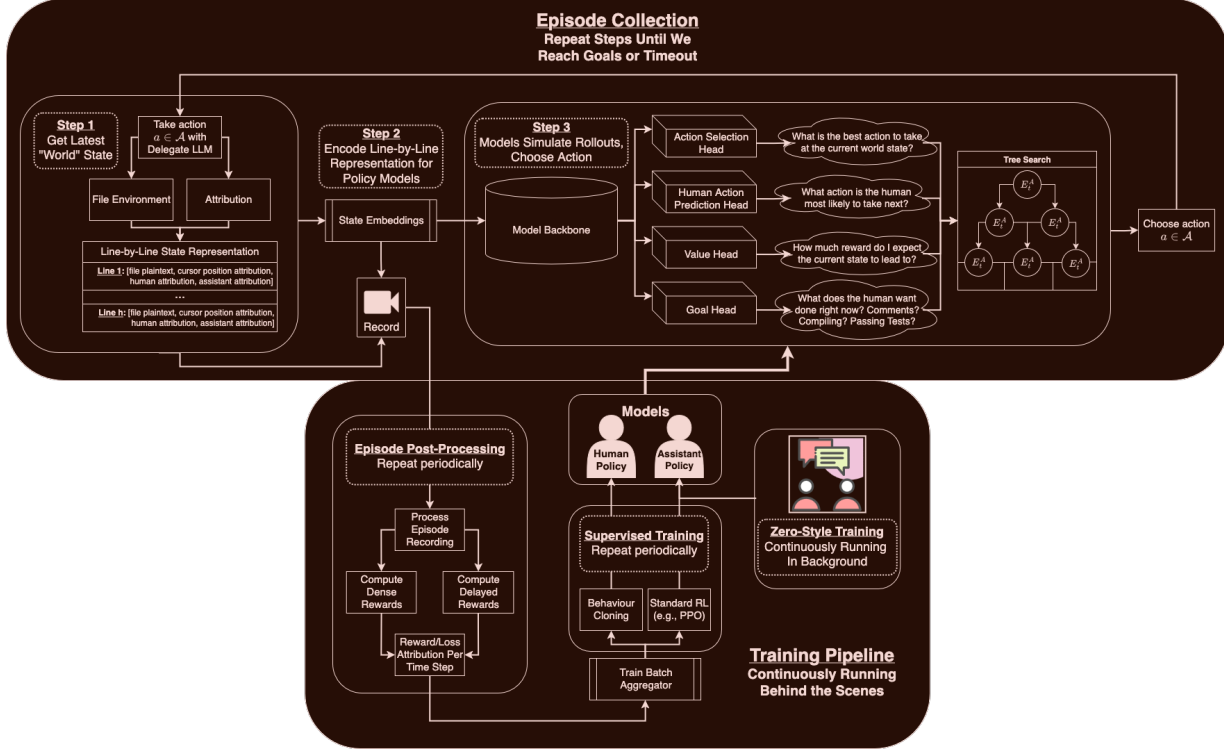 Episode Collection
Repeat Steps Until We
Reach Goals or Timeout
Step 1
Get Latest
"World" State
Take action
a ∈ 𝒜 with
Delegate LLM
File Environment
Attribution
Line-by-Line State Representation
Line 1: [file plaintext, cursor position attribution,
human attribution, assistant attribution]
...
Line h: [file plaintext, cursor position attribution,
human attribution, assistant attribution]
Step 2
Encode Line-by-Line
Representation for
Policy Models
State Embeddings
Record
Step 3
Models Simulate Rollouts,
Choose Action
Model Backbone
Action Selection
Head
Human Action
Prediction Head
Value Head
Goal Head
What is the best action to take
at the current world state?
What action is the human
most likely to take next?
How much reward do I expect
the current state to lead to?
What does the human want
done right now? Comments?
Compiling? Passing Tests?
Tree Search
E_t^A
E_t^A
E_t^A
E_t^A
E_t^A
E_t^A
Choose action
a ∈ 𝒜
Episode Post-Processing
Repeat periodically
Process
Episode
Recording
Compute
Dense
Rewards
Compute
Delayed
Rewards
Reward/Loss
Attribution Per
Time Step
Models
Human
Policy
Assistant
Policy
Supervised Training
Repeat periodically
Behaviour
Cloning
Standard RL
(e.g., PPO)
Train Batch
Aggregator
Zero-Style Training
Continuously Running
In Background
Training Pipeline
Continuously Running
Behind the Scenes